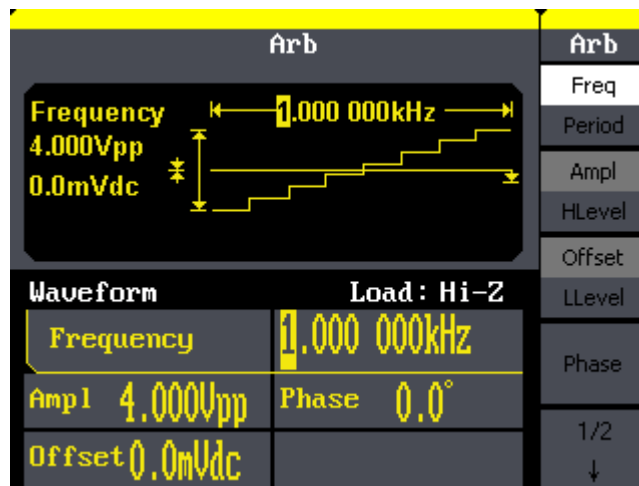 Arb
Arb
Frequency
1.000 000kHz
4.000Vpp
0.0mVdc
Waveform
Load: Hi-Z
Frequency
1.000 000kHz
Ampl 4.000Vpp
Phase 0.0°
Offset 0.0mVdc
Freq
Period
Ampl
HLevel
Offset
LLevel
Phase
1/2
↓